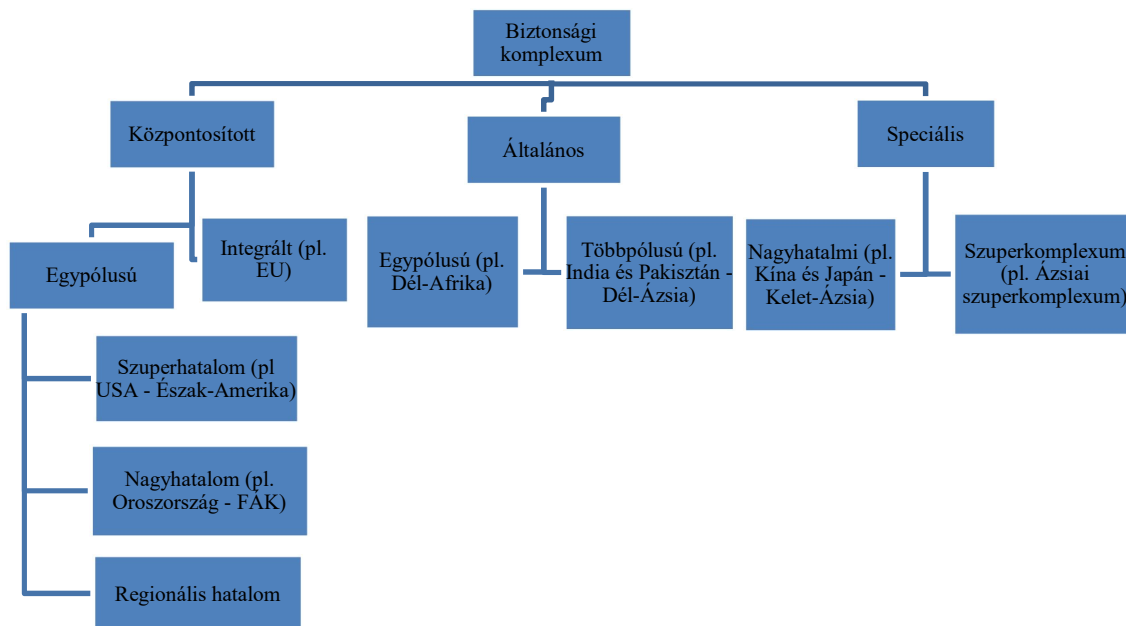 Biztonsági
komplexum
Központosított
Általános
Speciális
Egypólusú
Integrált (pl.
EU)
Egypólusú (pl.
Dél-Afrika)
Többpólusú (pl.
India és Pakisztán -
Dél-Ázsia)
Nagyhatalmi (pl.
Kína és Japán -
Kelet-Ázsia)
Szuperkomplexum
(pl. Ázsiai
szuperkomplexum)
Szuperhatalom (pl
USA - Észak-Amerika)
Nagyhatalom (pl.
Oroszország - FÁK)
Regionális hatalom